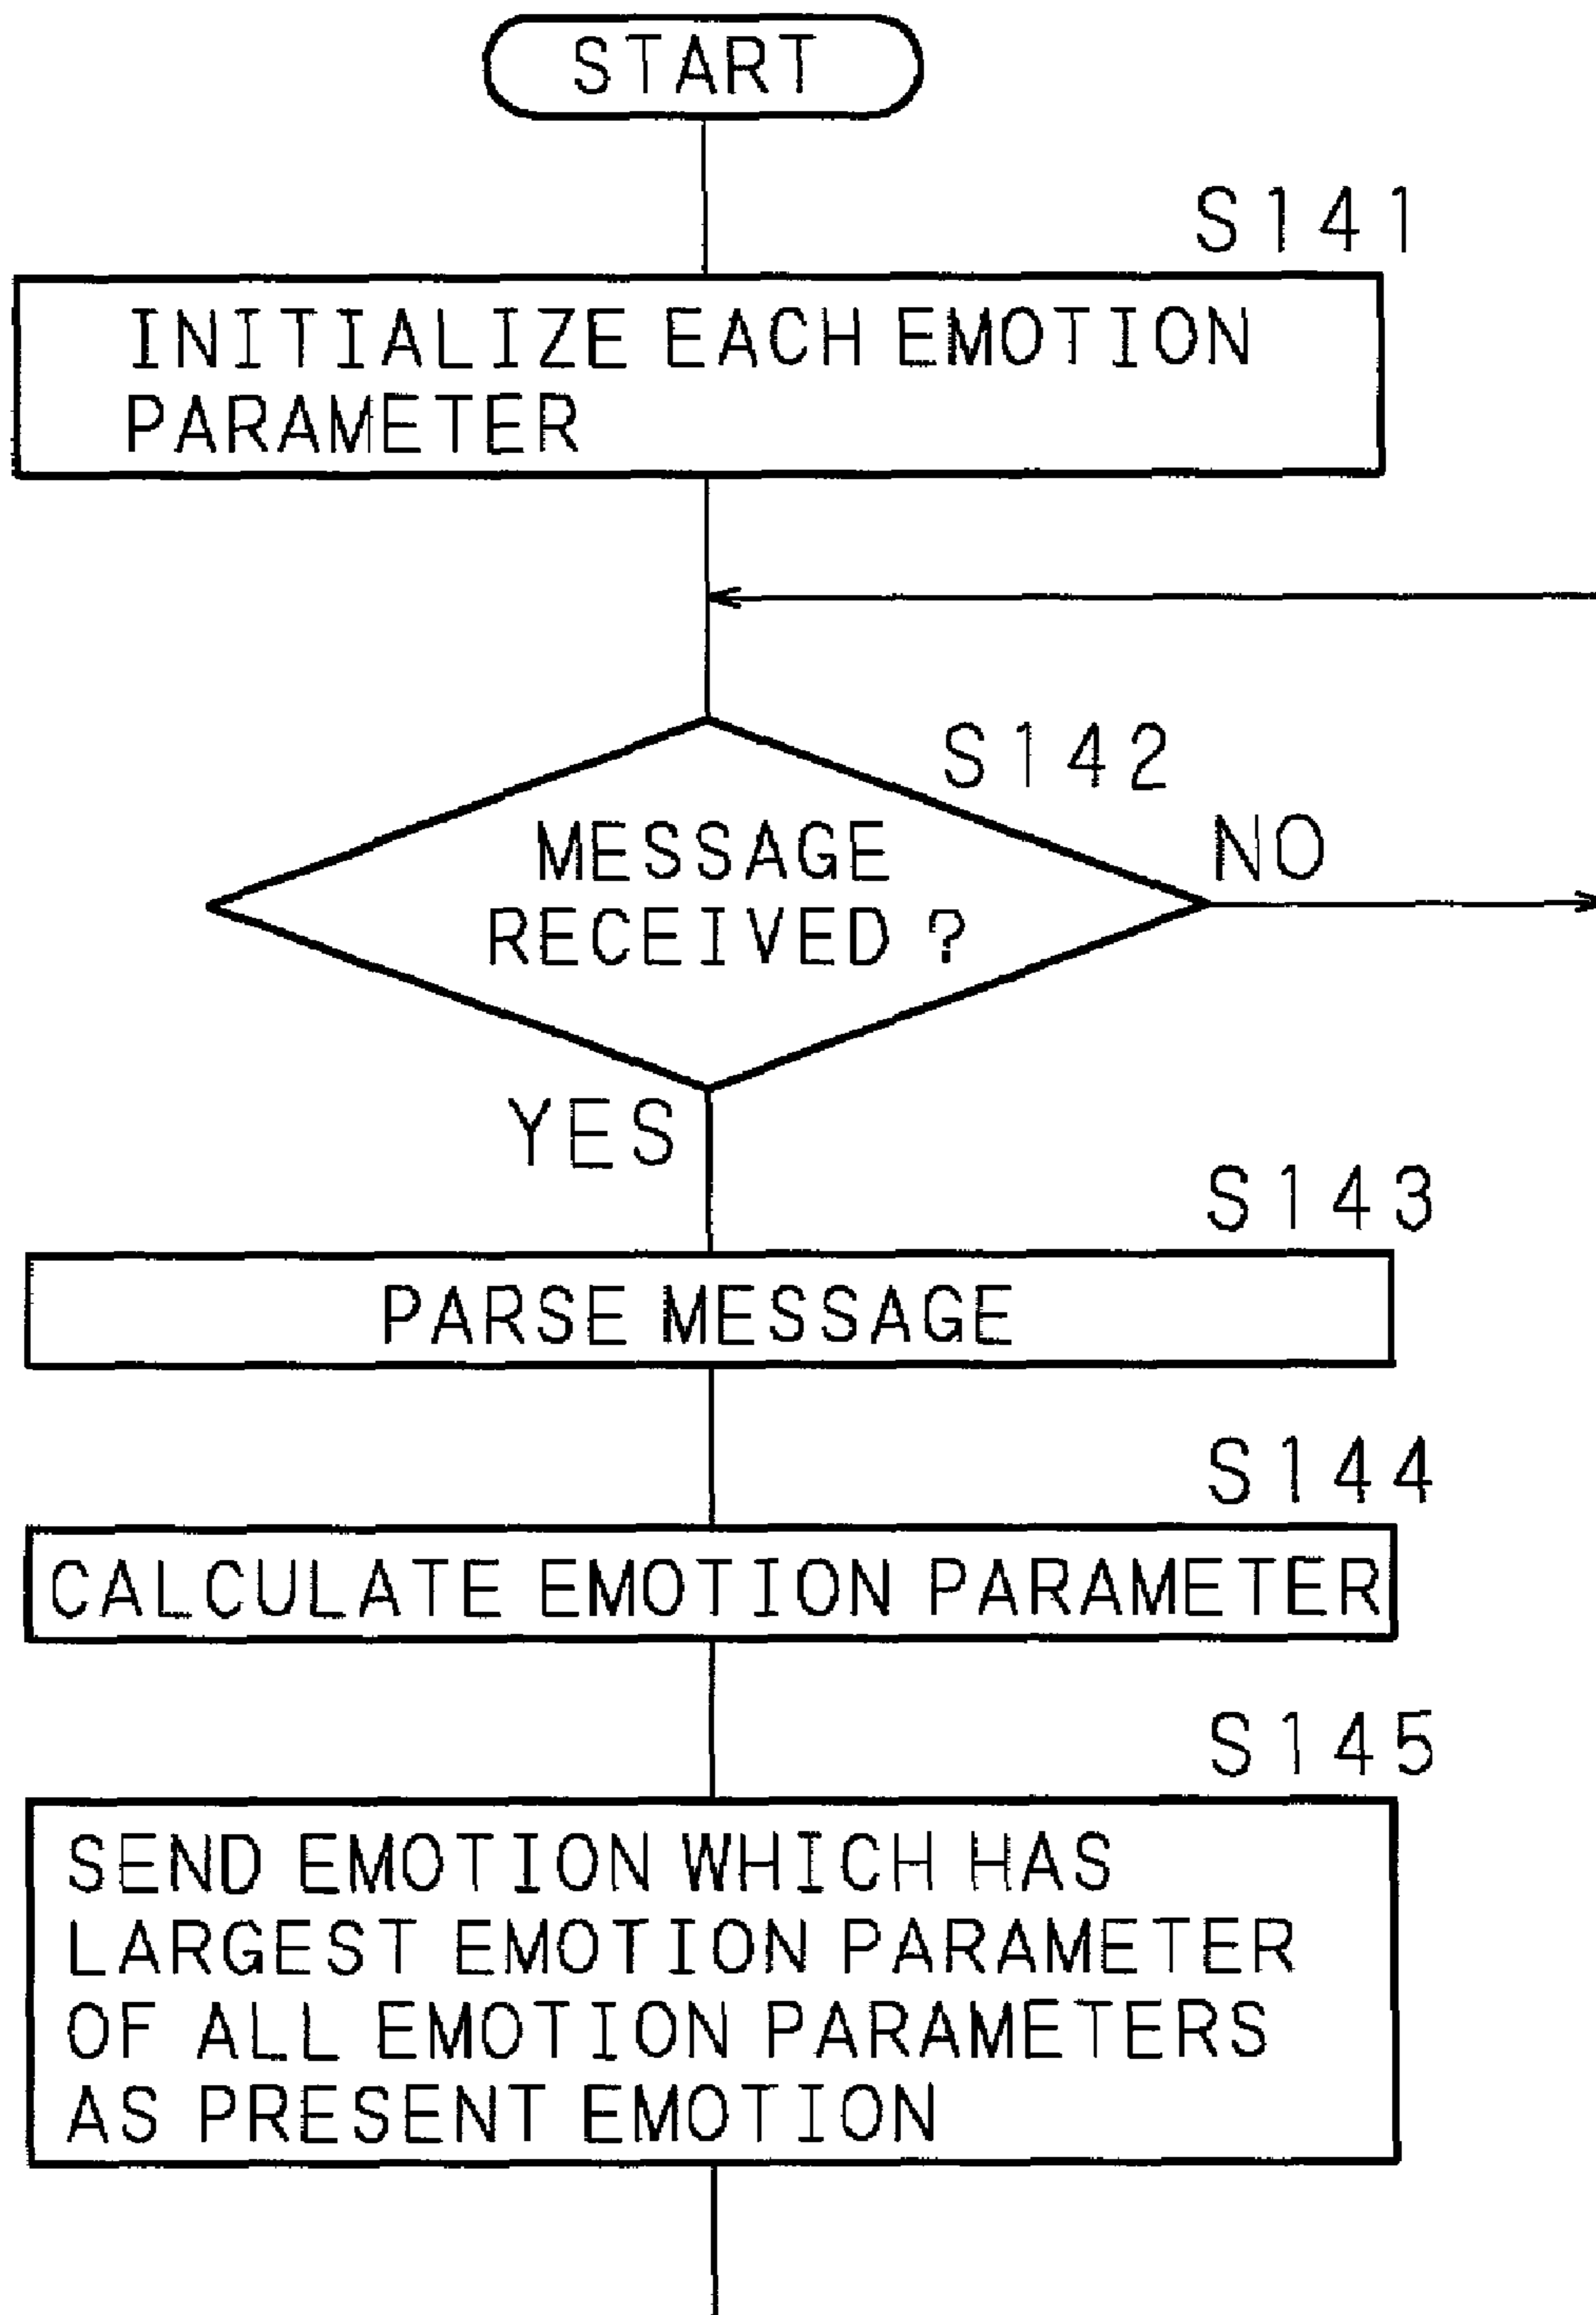 START
S141
INITIALIZE EACH EMOTION
PARAMETER
S142
MESSAGE
RECEIVED ?
NO
YES
S143
PARSE MESSAGE
S144
CALCULATE EMOTION PARAMETER
S145
SEND EMOTION WHICH HAS
LARGEST EMOTION PARAMETER
OF ALL EMOTION PARAMETERS
AS PRESENT EMOTION